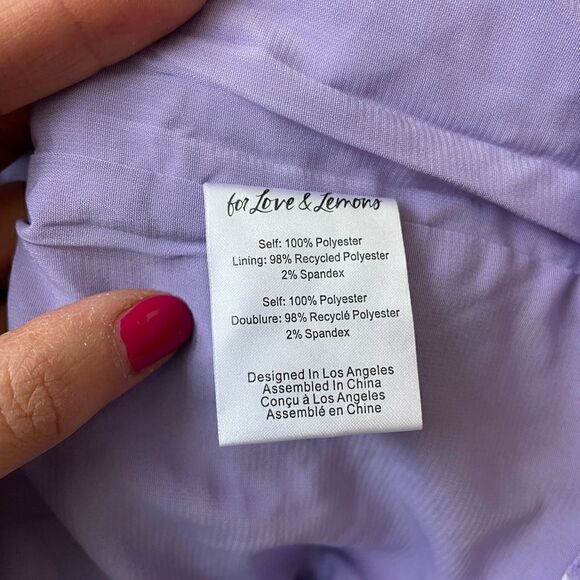 for Love & Lemons
Self: 100% Polyester
Lining: 98% Recycled Polyester
2% Spandex
Self: 100% Polyester
Doublure: 98% Recyclé Polyester
2% Spandex
Designed In Los Angeles
Assembled In China
Conçu à Los Angeles
Assemblé en Chine